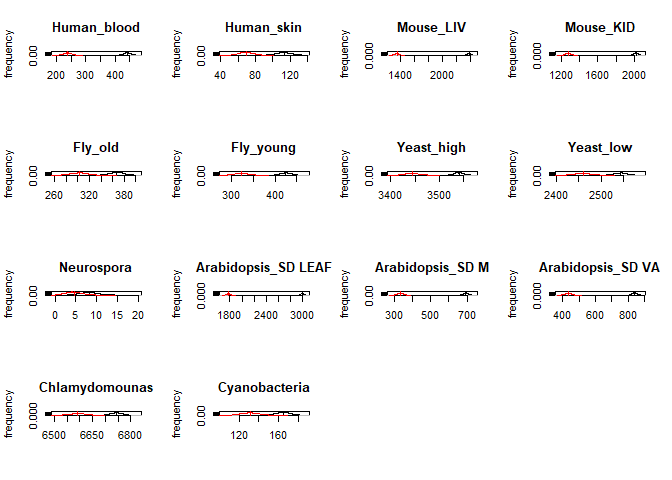 Human_blood Human_skin Mouse_LIV Mouse_KID
frequency 0.00 frequency 0.00 frequency 0.00 frequency 0.00
200 300 400 40 80 120 1400 2000 1200 1600 2000
Fly_old Fly_young Yeast_high Yeast_low
frequency 0.00 frequency 0.00 frequency 0.00 frequency 0.00
260 320 380 300 400 3400 3500 2400 2500
Neurospora Arabidopsis_SD LEAF Arabidopsis_SD M Arabidopsis_SD VA
frequency 0.00 frequency 0.000 frequency 0.000 frequency 0.000
0 5 10 15 20 1800 2400 3000 300 500 700 400 600 800
Chlamydomounas Cyanobacteria
frequency 0.000 frequency 0.00
6500 6650 6800 120 160